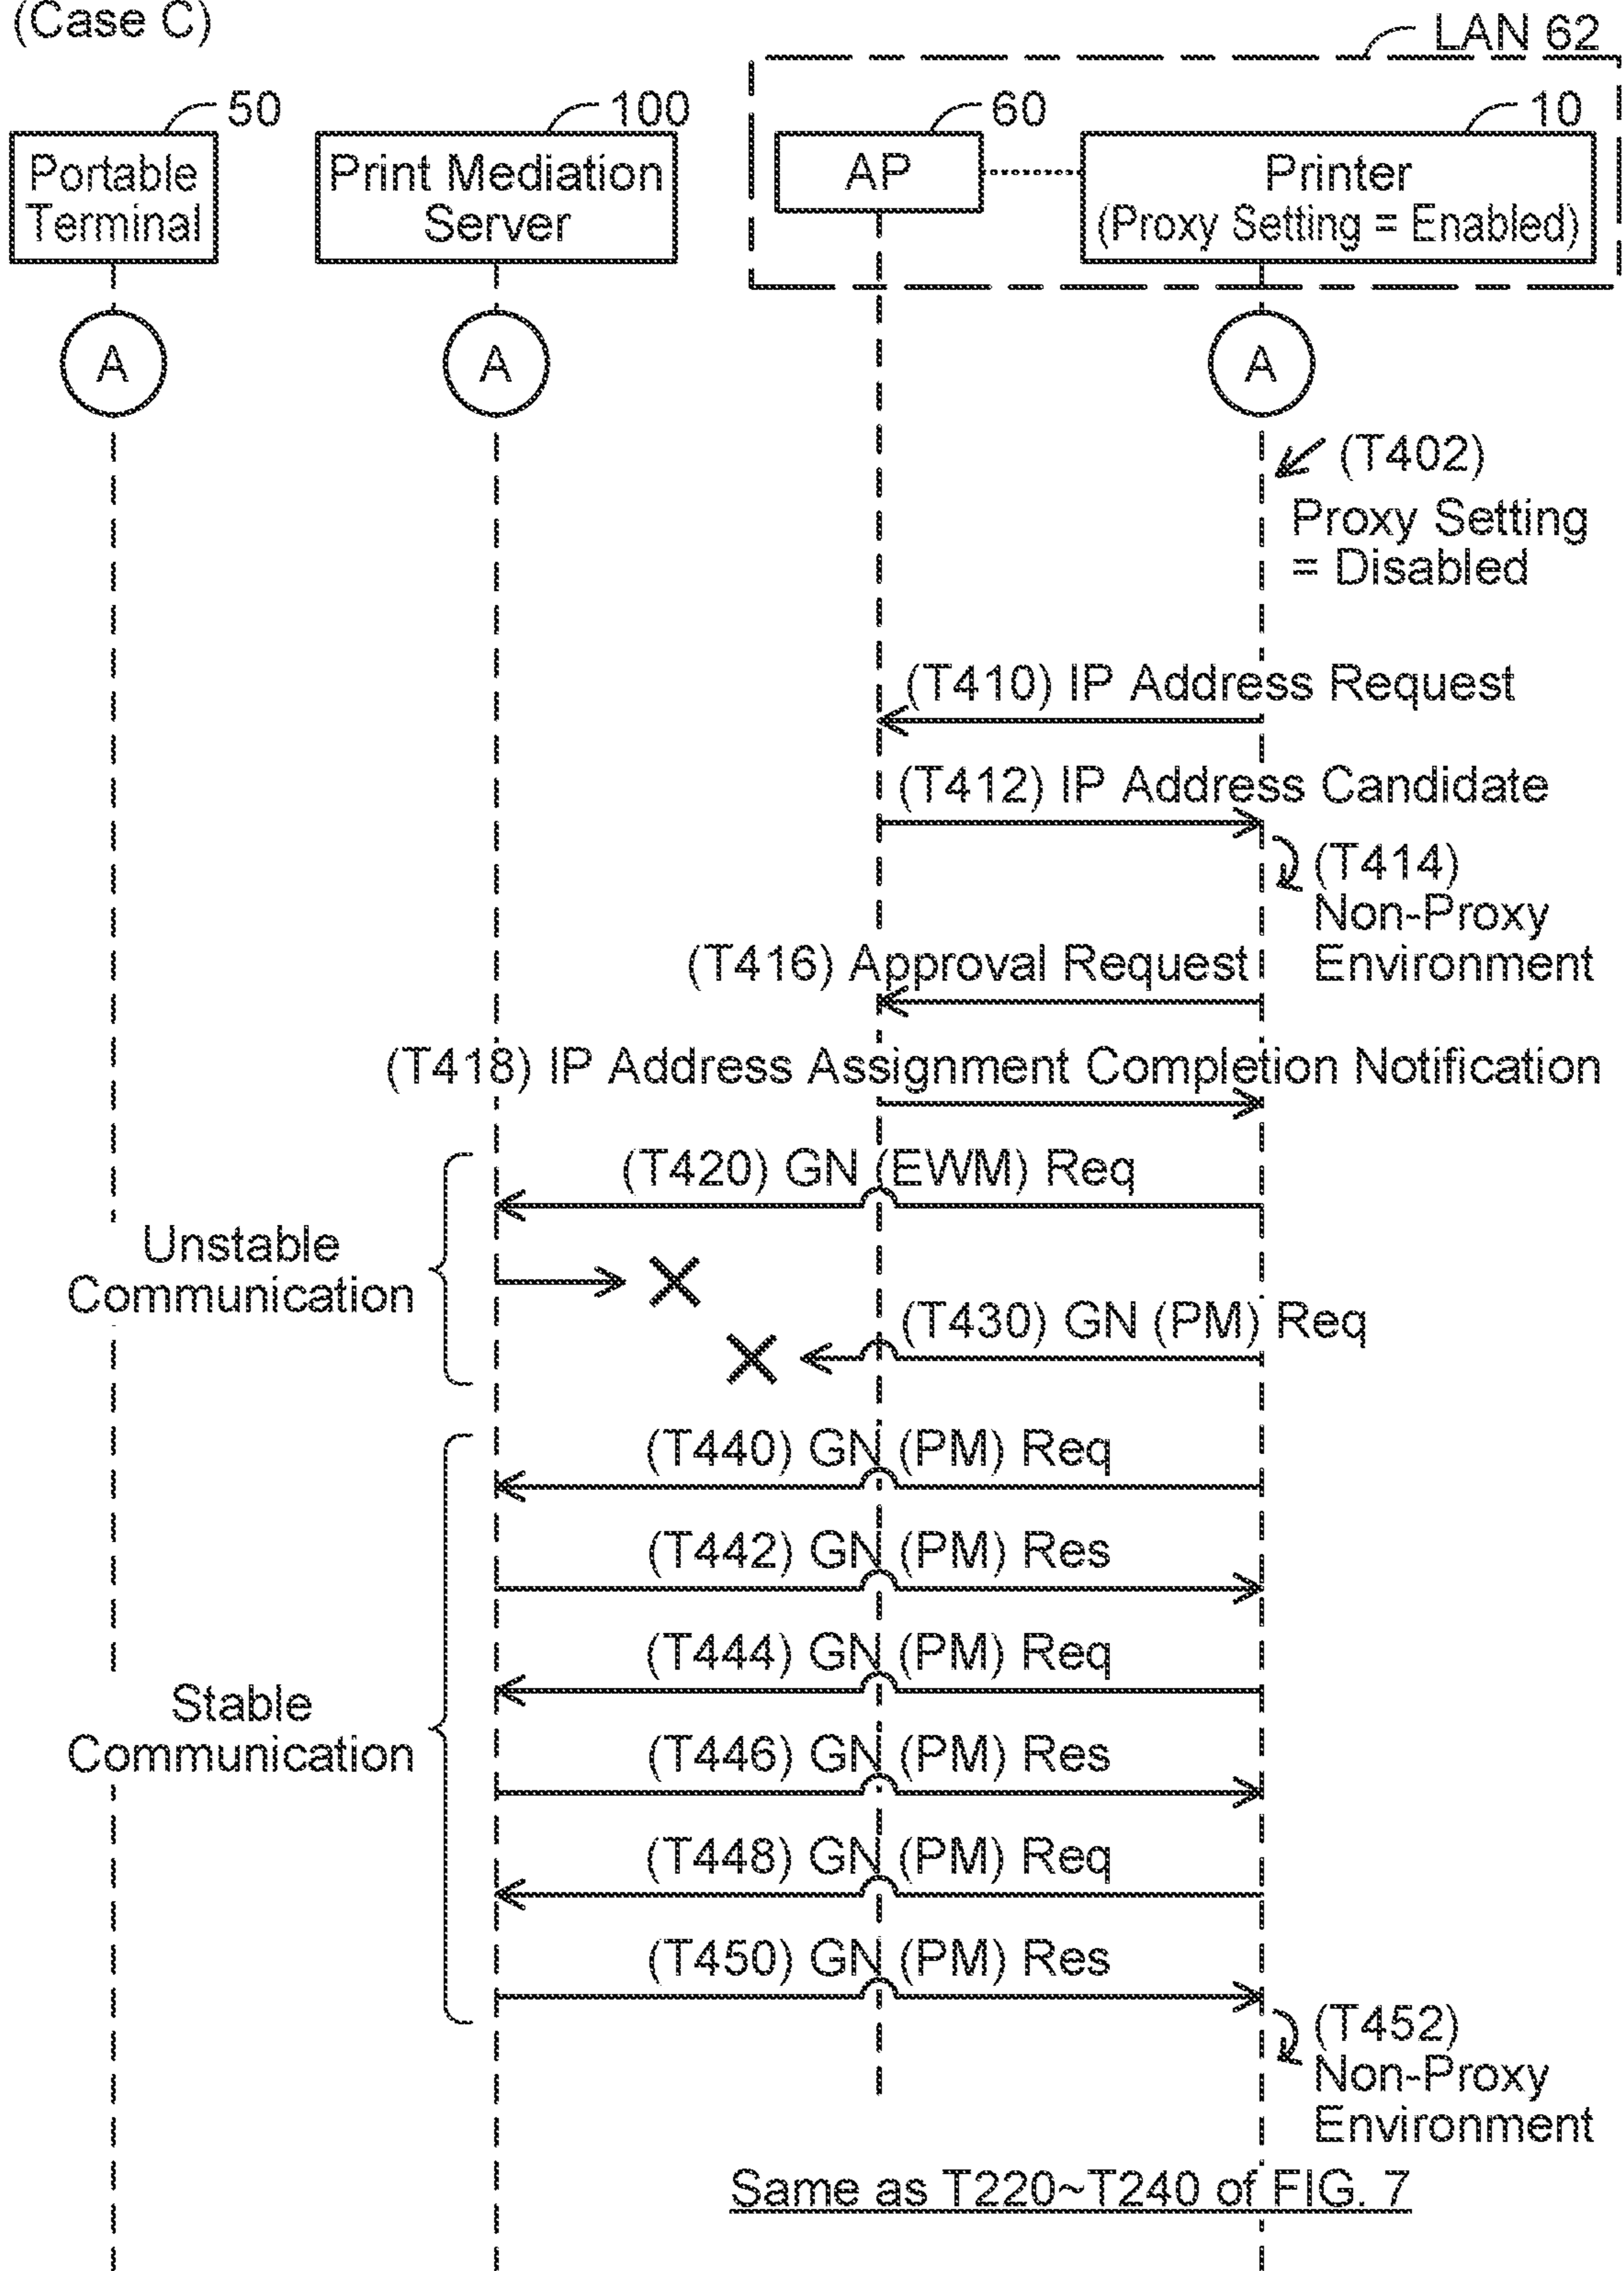 (Case C)
LAN 62
50
100
60
10
Portable
Terminal
Print Mediation
Server
AP
Printer
(Proxy Setting = Enabled)
A
A
A
(T402)
Proxy Setting
= Disabled
(T410) IP Address Request
(T412) IP Address Candidate
(T414)
Non-Proxy
Environment
(T416) Approval Request
(T418) IP Address Assignment Completion Notification
(T420) GN (EWM) Req
Unstable
Communication
(T430) GN (PM) Req
(T440) GN (PM) Req
(T442) GN (PM) Res
(T444) GN (PM) Req
Stable
Communication
(T446) GN (PM) Res
(T448) GN (PM) Req
(T450) GN (PM) Res
(T452)
Non-Proxy
Environment
Same as T220~T240 of FIG. 7